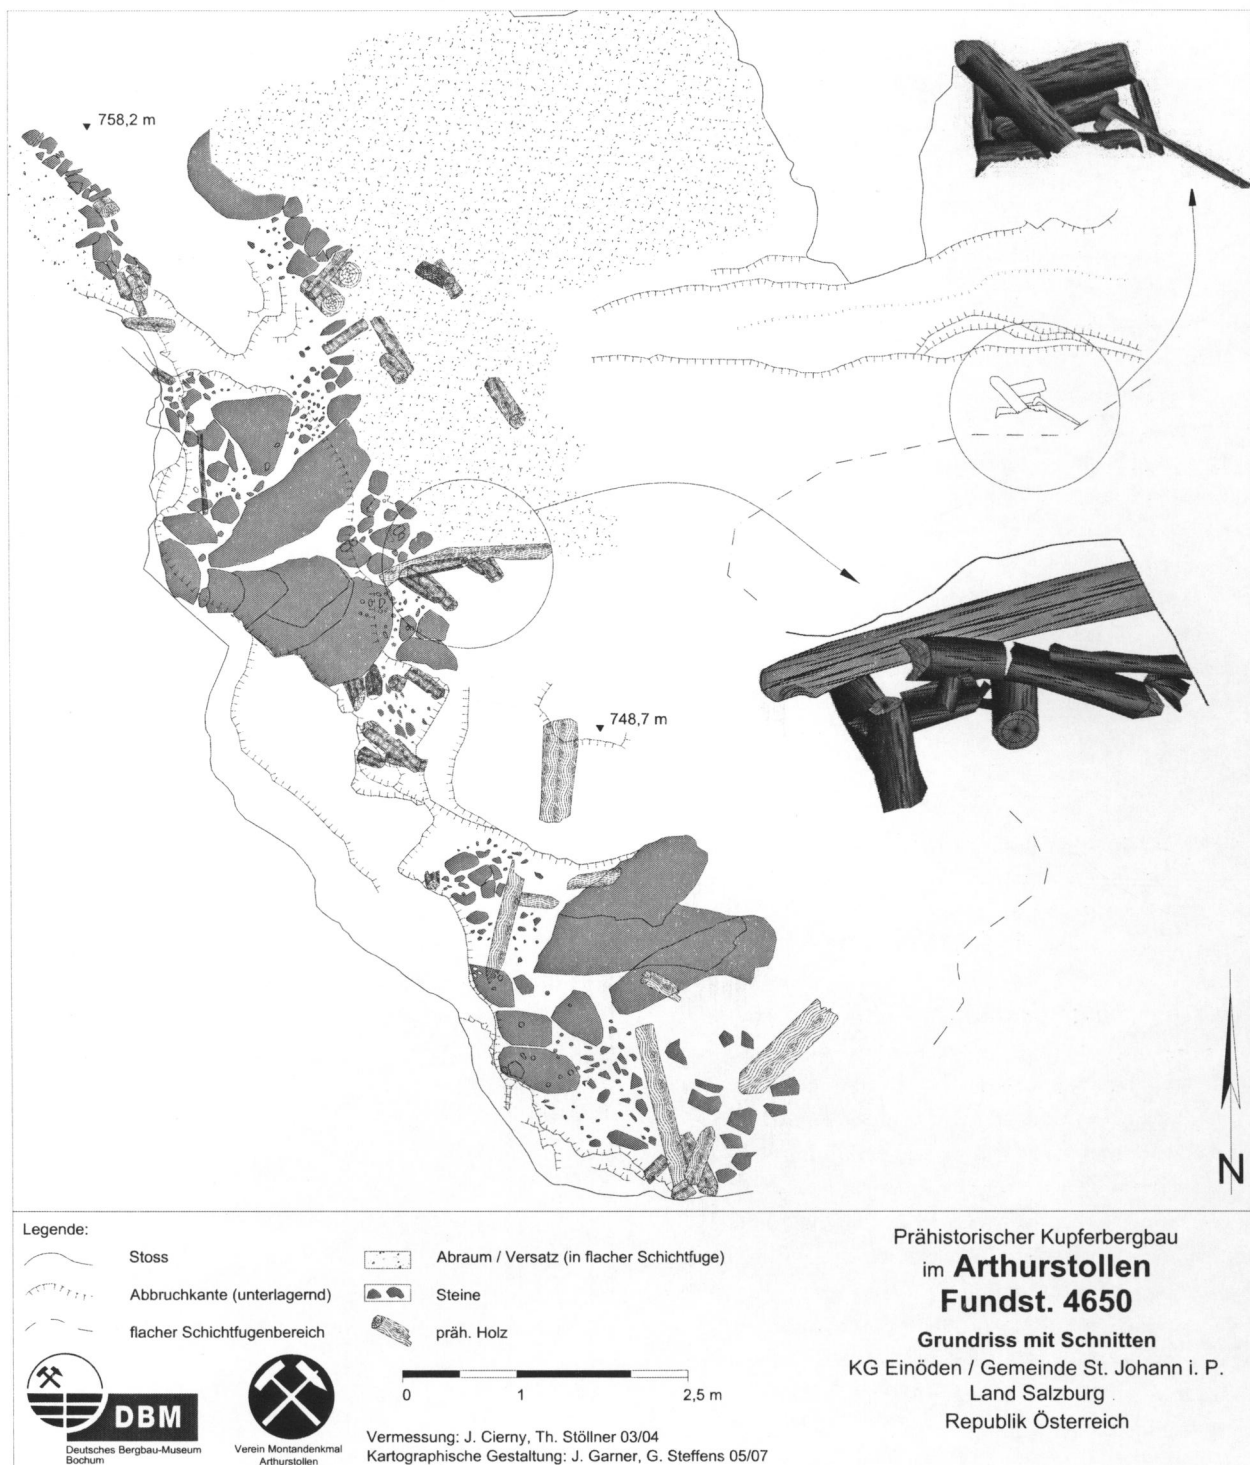 758,2 m
748,7 m
N
Legende:
Stoss
Abbruchkante (unterlagernd)
flacher Schichtfugenbereich
Abraum / Versatz (in flacher Schichtfuge)
Steine
präh. Holz
DBM
Deutsches Bergbau-Museum
Bochum
Verein Montandenkmal
Arthurstollen
0 1 2,5 m
Vermessung: J. Cierny, Th. Stöllner 03/04
Kartographische Gestaltung: J. Garner, G. Steffens 05/07
Prähistorischer Kupferbergbau
im Arthurstollen
Fundst. 4650
Grundriss mit Schnitten
KG Einöden / Gemeinde St. Johann i. P.
Land Salzburg
Republik Österreich